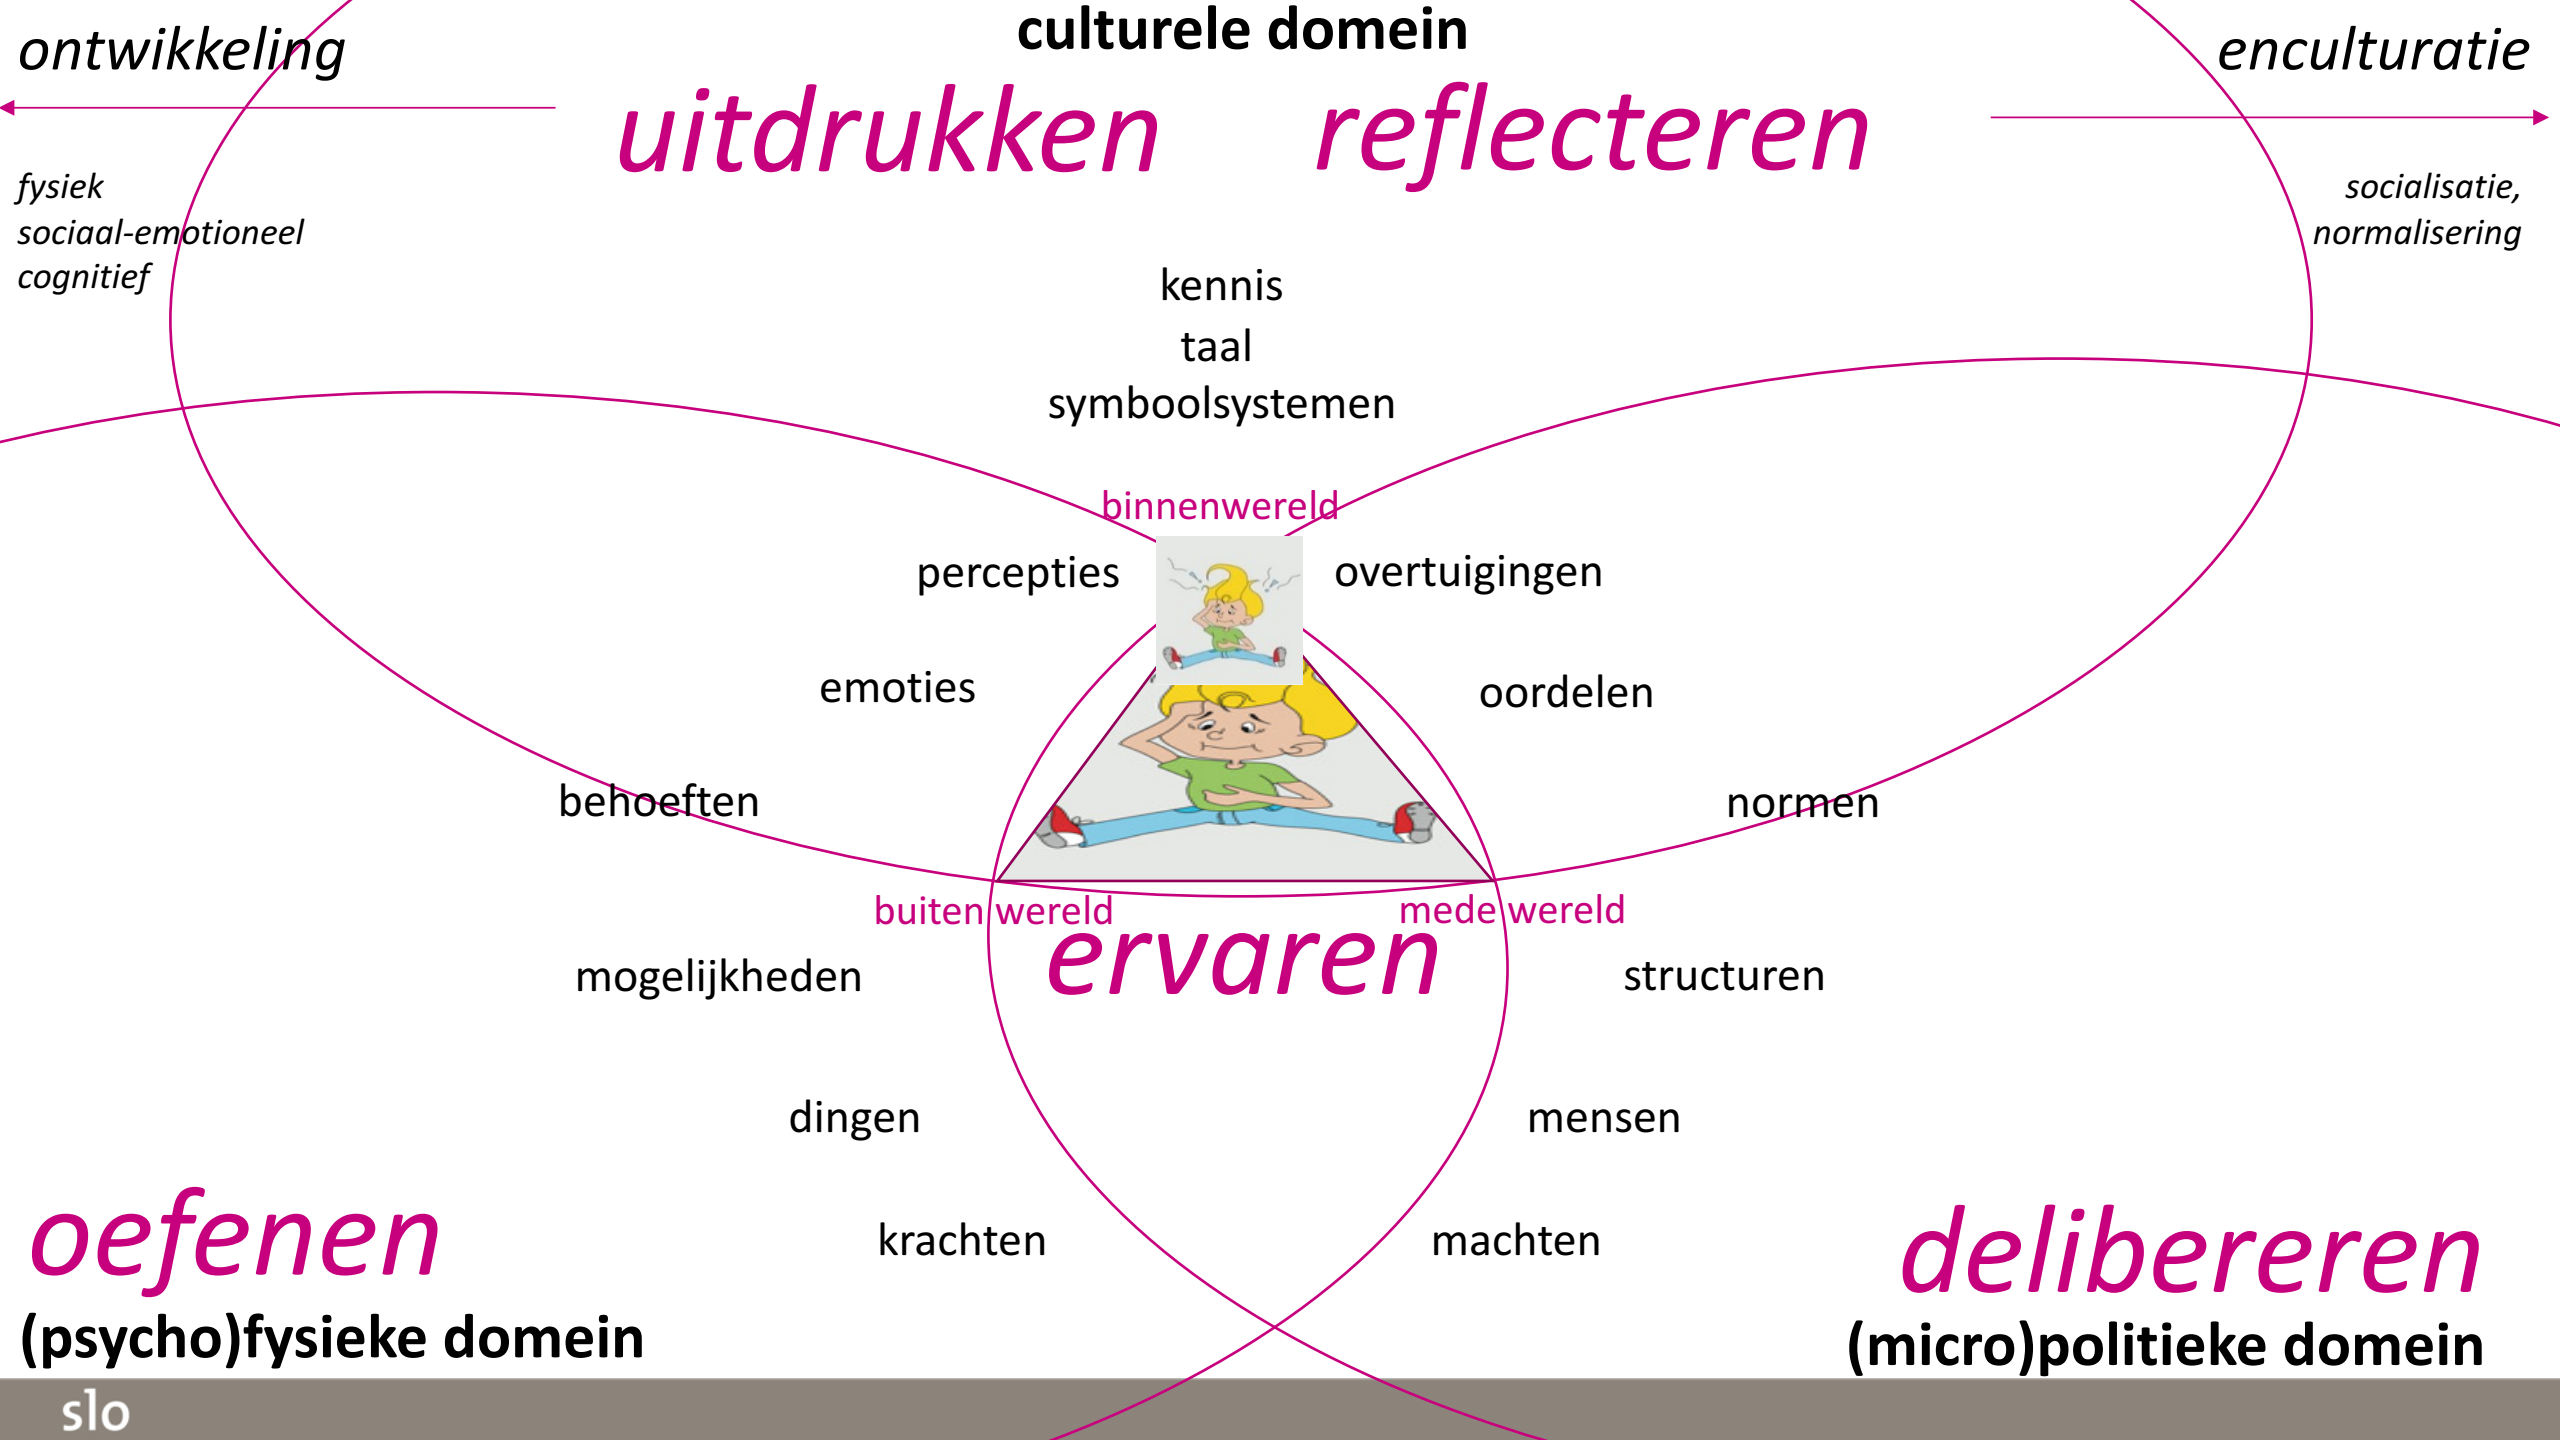 culturele domein
ontwikkeling
enculturatie
uitdrukken
reflecteren
fysiek
sociaal-emotioneel
cognitief
socialisatie,
normalisering
kennis
taal
symboolsystemen
binnenwereld
percepties
overtuigingen
emoties
oordelen
behoeften
normen
buiten wereld
mede wereld
ervaren
mogelijkheden
structuren
dingen
mensen
krachten
machten
oefenen
delibereren
(psycho)fysieke domein
(micro)politieke domein
slo